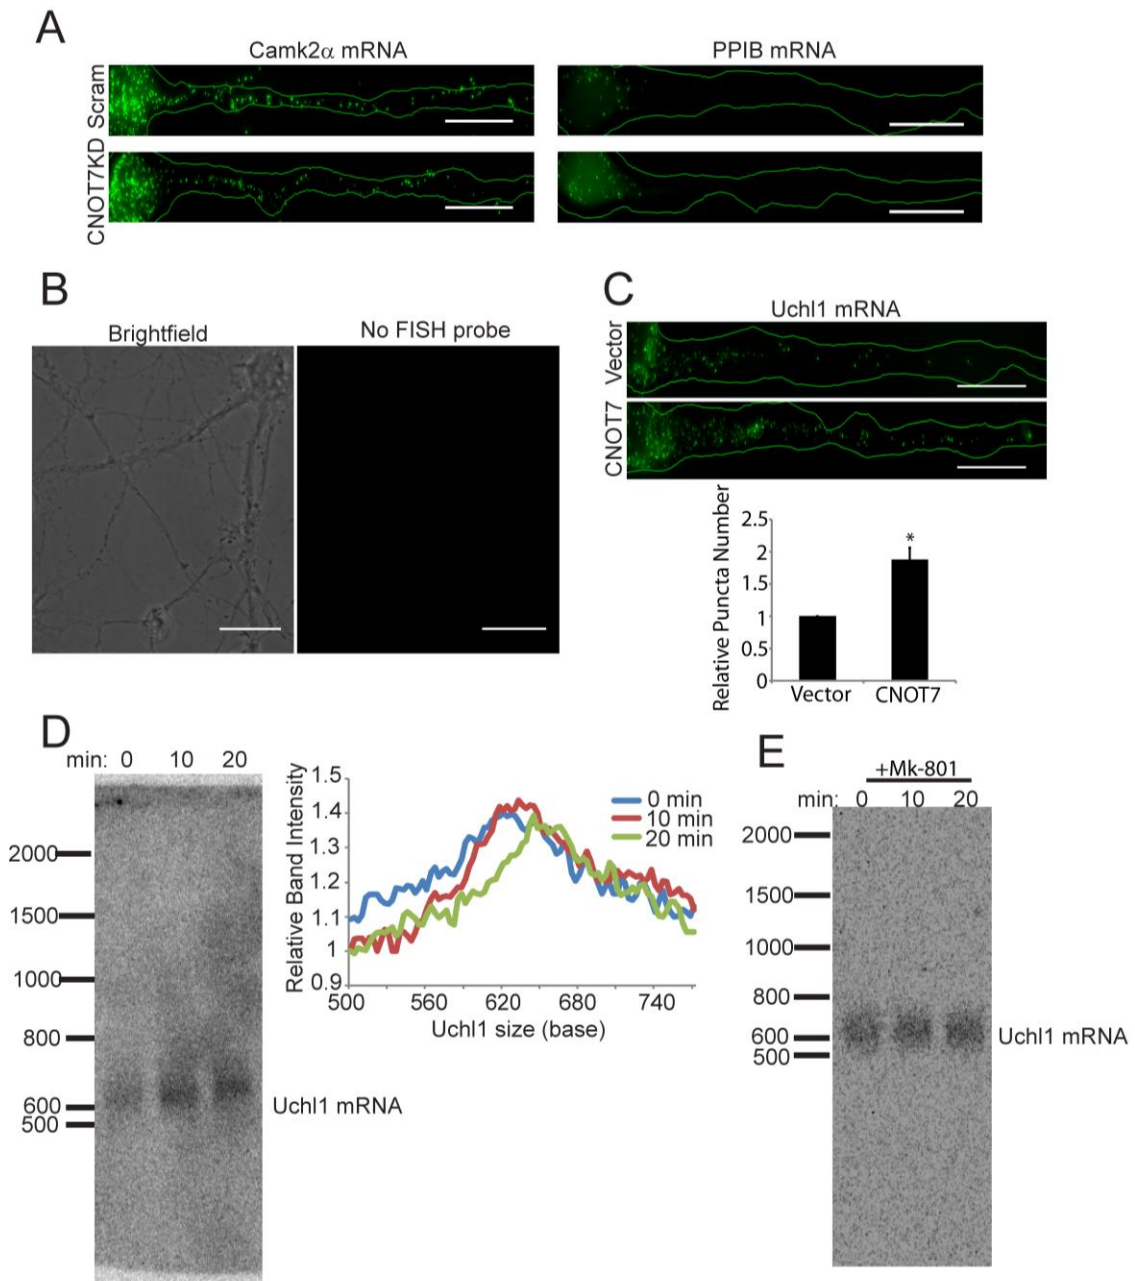 A
Camk2α mRNA
PPIB mRNA
Scram
CNOT7KD
B
Brightfield
No FISH probe
C
Uchl1 mRNA
Vector
CNOT7
Relative Puncta Number
2.5
2
1.5
1
0.5
0
*
Vector CNOT7
D
min: 0 10 20
2000
1500
1000
800
600
500
Uchl1 mRNA
Relative Band Intensity
1.5
1.4
1.3
1.2
1.1
1
0.9
500 560 620 680 740
Uchl1 size (base)
0 min
10 min
20 min
E
+Mk-801
min: 0 10 20
2000
1500
1000
800
600
500
Uchl1 mRNA